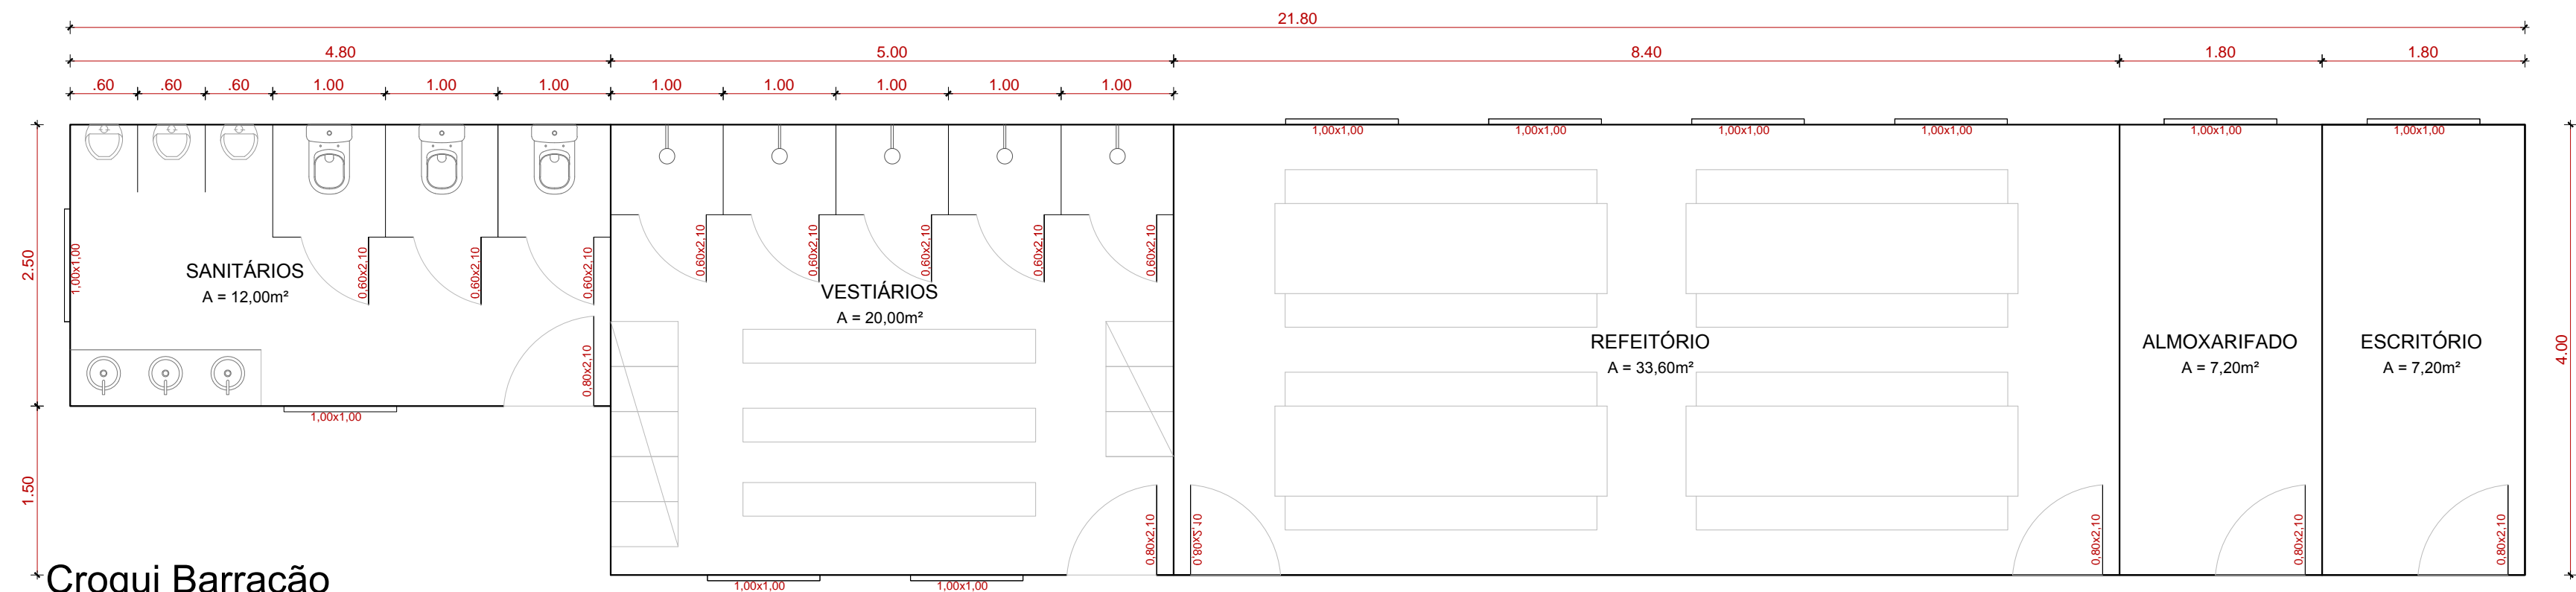 21.80
4.80 5.00 8.40 1.80 1.80
.60 .60 .60 1.00 1.00 1.00 1.00 1.00 1.00 1.00 1.00
1,00x1,00 1,00x1,00 1,00x1,00 1,00x1,00 1,00x1,00 1,00x1,00
2.50
1,00x1,00
SANITÁRIOS
A = 12,00m²
0,60x2,10 0,60x2,10 0,60x2,10
0,60x2,10 0,60x2,10 0,60x2,10 0,60x2,10 0,60x2,10
VESTIÁRIOS
A = 20,00m²
REFEITÓRIO
A = 33,60m²
ALMOXARIFADO
A = 7,20m²
ESCRITÓRIO
A = 7,20m²
4.00
0,80x2,10
1,00x1,00
1.50
0,80x2,10 0,80x2,10 0,80x2,10 0,80x2,10 0,80x2,10
Croqui Barracão
1,00x1,00 1,00x1,00